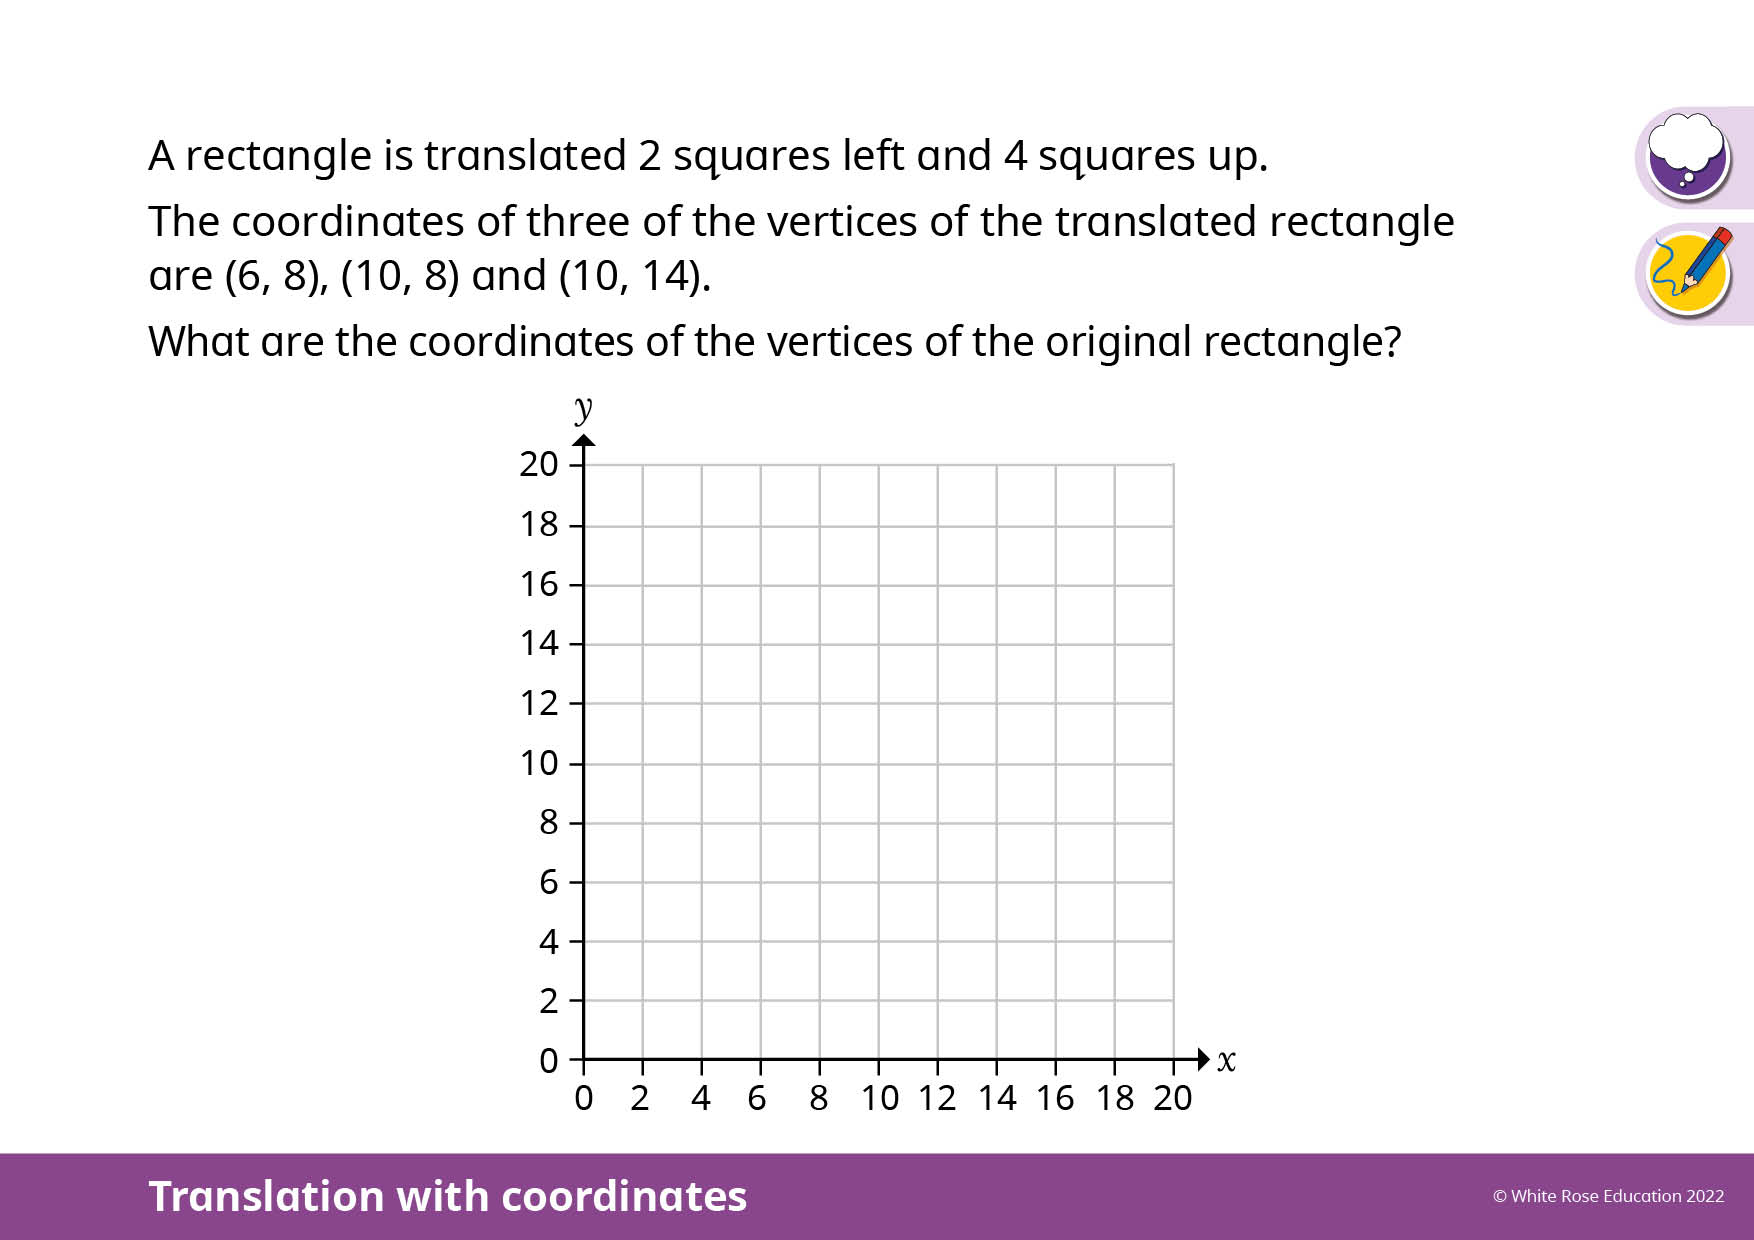 A rectangle is translated 2 squares left and 4 squares up.
The coordinates of three of the vertices of the translated rectangle
are (6, 8), (10, 8) and (10, 14).
What are the coordinates of the vertices of the original rectangle?
y
20
18
16
14
12
10
8
6
4
2
0
x
0 2 4 6 8 10 12 14 16 18 20
Translation with coordinates
© White Rose Education 2022